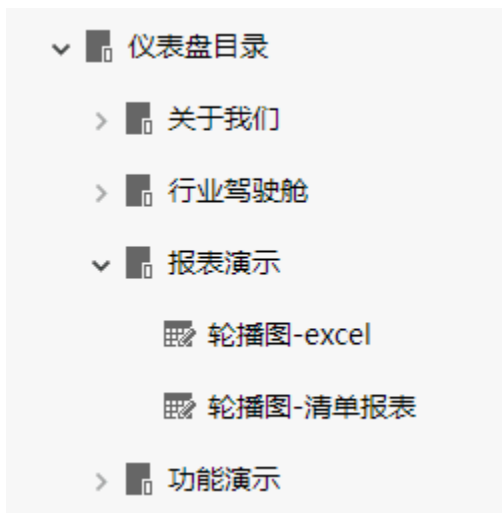 仪表盘目录
关于我们
行业驾驶舱
报表演示
轮播图-excel
轮播图-清单报表
功能演示